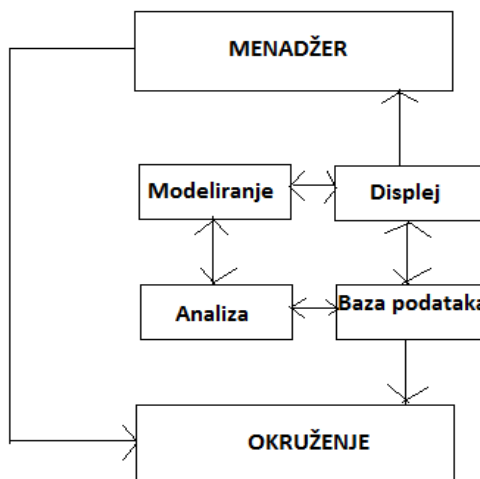 MENADŽER
Modeliranje
Displej
Analiza
Baza podataka
OKRUŽENJE